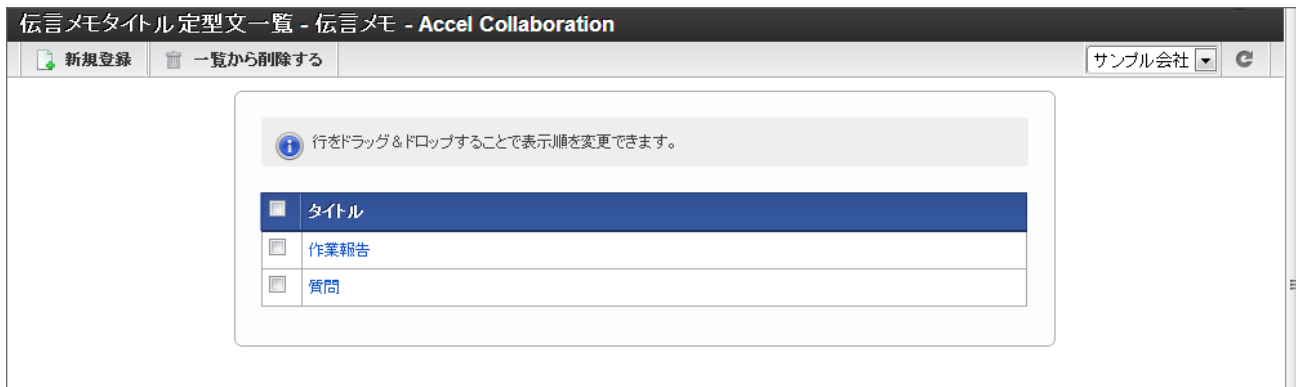 伝言メモタイトル定型文一覧 - 伝言メモ - Accel Collaboration
新規登録 一覧から削除する サンプル会社
行をドラッグ＆ドロップすることで表示順を変更できます。
タイトル
作業報告
質問